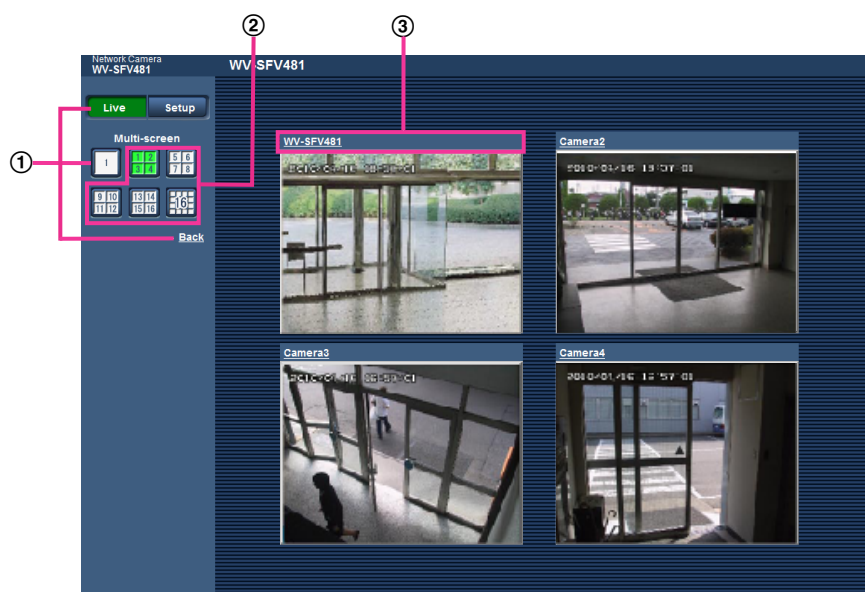 ② ③
Network Camera
WV-SFV481
WV-SFV481
Live Setup
Multi-screen
①
1
1 2
3 4
5 6
7 8
9 10
11 12
13 14
15 16
16
Back
WV-SFV481
Camera2
Camera3
Camera4